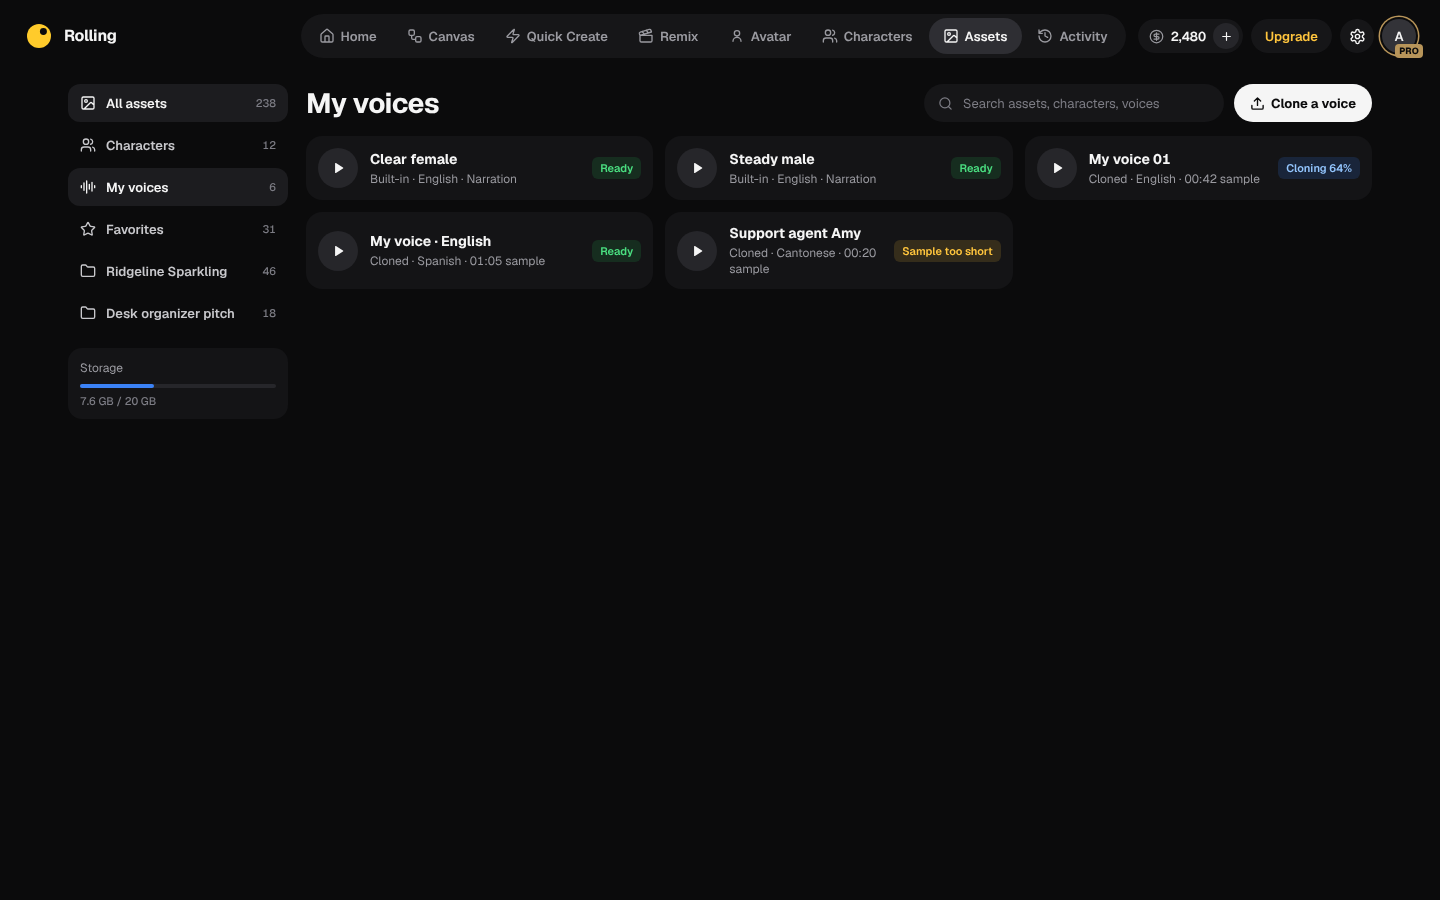 Rolling
Home
Canvas
Quick Create
Remix
Avatar
Characters
Assets
Activity
2,480
Upgrade
A
PRO
All assets 238
Characters 12
My voices 6
Favorites 31
Ridgeline Sparkling 46
Desk organizer pitch 18
Storage
7.6 GB / 20 GB
My voices
Search assets, characters, voices
Clone a voice
Clear female
Built-in · English · Narration
Ready
Steady male
Built-in · English · Narration
Ready
My voice 01
Cloned · English · 00:42 sample
Cloning 64%
My voice · English
Cloned · Spanish · 01:05 sample
Ready
Support agent Amy
Cloned · Cantonese · 00:20
sample
Sample too short